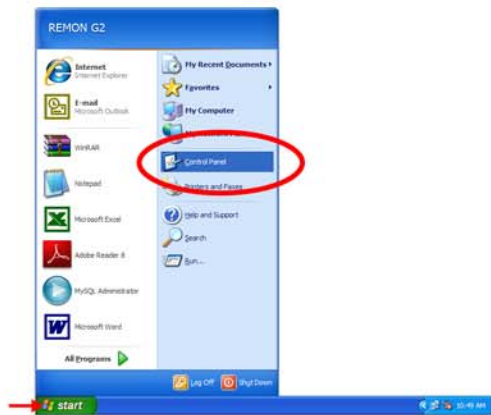 REMON G2
Internet
Internet Explorer
E-mail
Microsoft Outlook
WinRAR
Notepad
Microsoft Excel
Adobe Reader 8
MySQL Administrator
Microsoft Word
All Programs
My Recent Documents
Favorites
My Computer
Control Panel
Printers and Faxes
Help and Support
Search
Run...
Log Off
Shut Down
start
10:49 AM